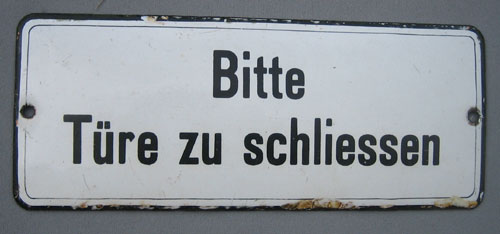 Bitte
Türe zu schliessen